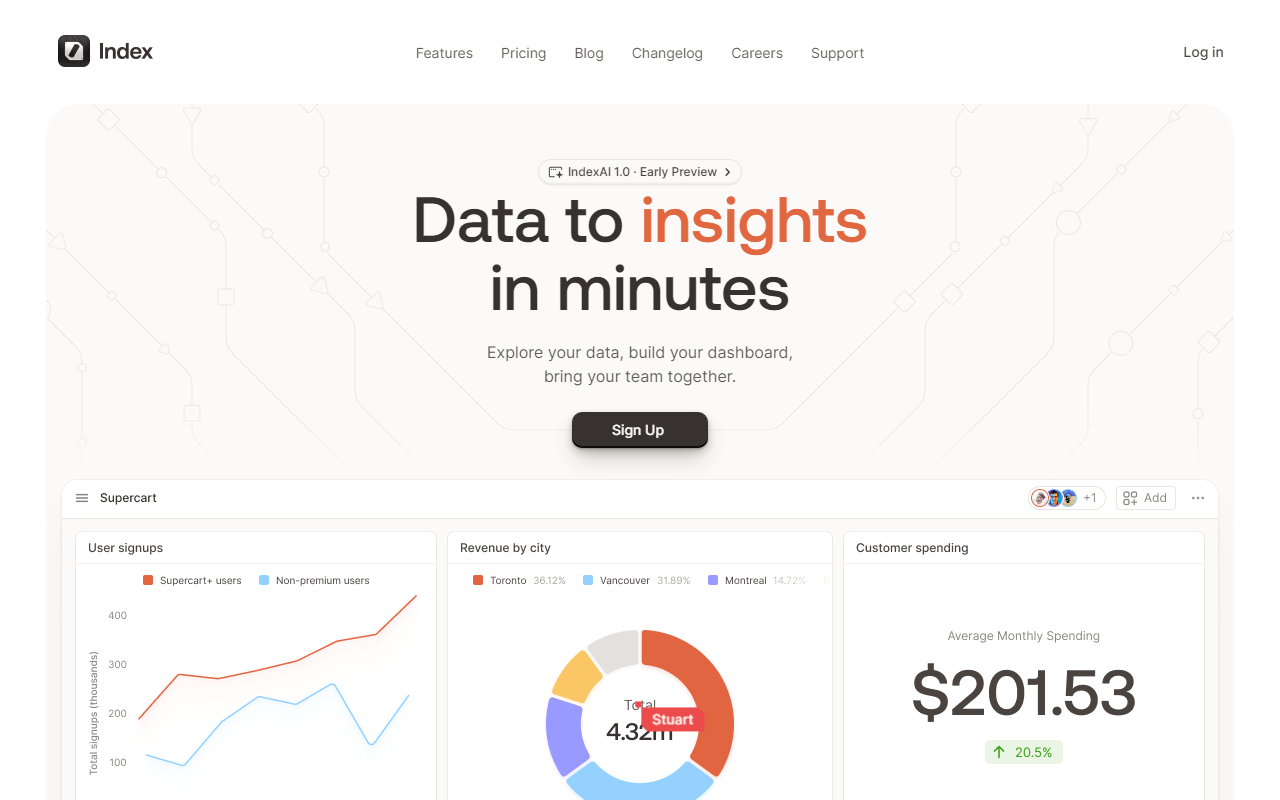 Index
Features
Pricing
Blog
Changelog
Careers
Support
Log in
IndexAI 1.0 · Early Preview
Data to insights
in minutes
Explore your data, build your dashboard,
bring your team together.
Sign Up
Supercart
+1
Add
User signups
Supercart+ users
Non-premium users
400
300
200
100
Total signups (thousands)
Revenue by city
Toronto 36.12%
Vancouver 31.89%
Montreal 14.72%
Total
4.32m
Stuart
Customer spending
Average Monthly Spending
$201.53
20.5%